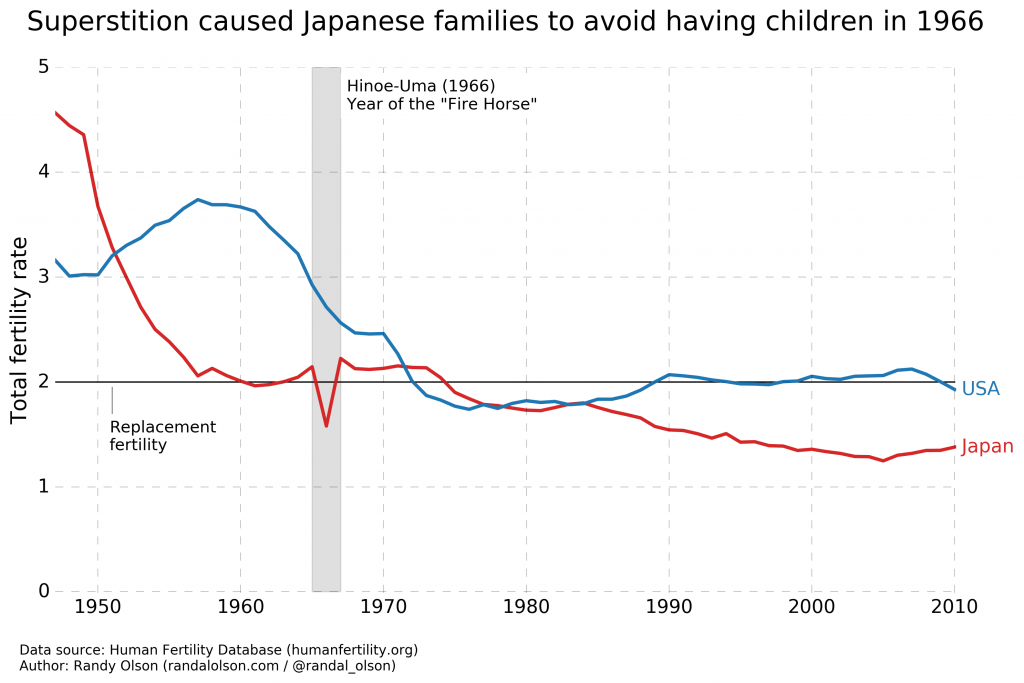 Superstition caused Japanese families to avoid having children in 1966
5
Hinoe-Uma (1966)
Year of the "Fire Horse"
4
3
2
1
0
Total fertility rate
USA
Japan
Replacement
fertility
1950 1960 1970 1980 1990 2000 2010
Data source: Human Fertility Database (humanfertility.org)
Author: Randy Olson (randalolson.com / @randal_olson)